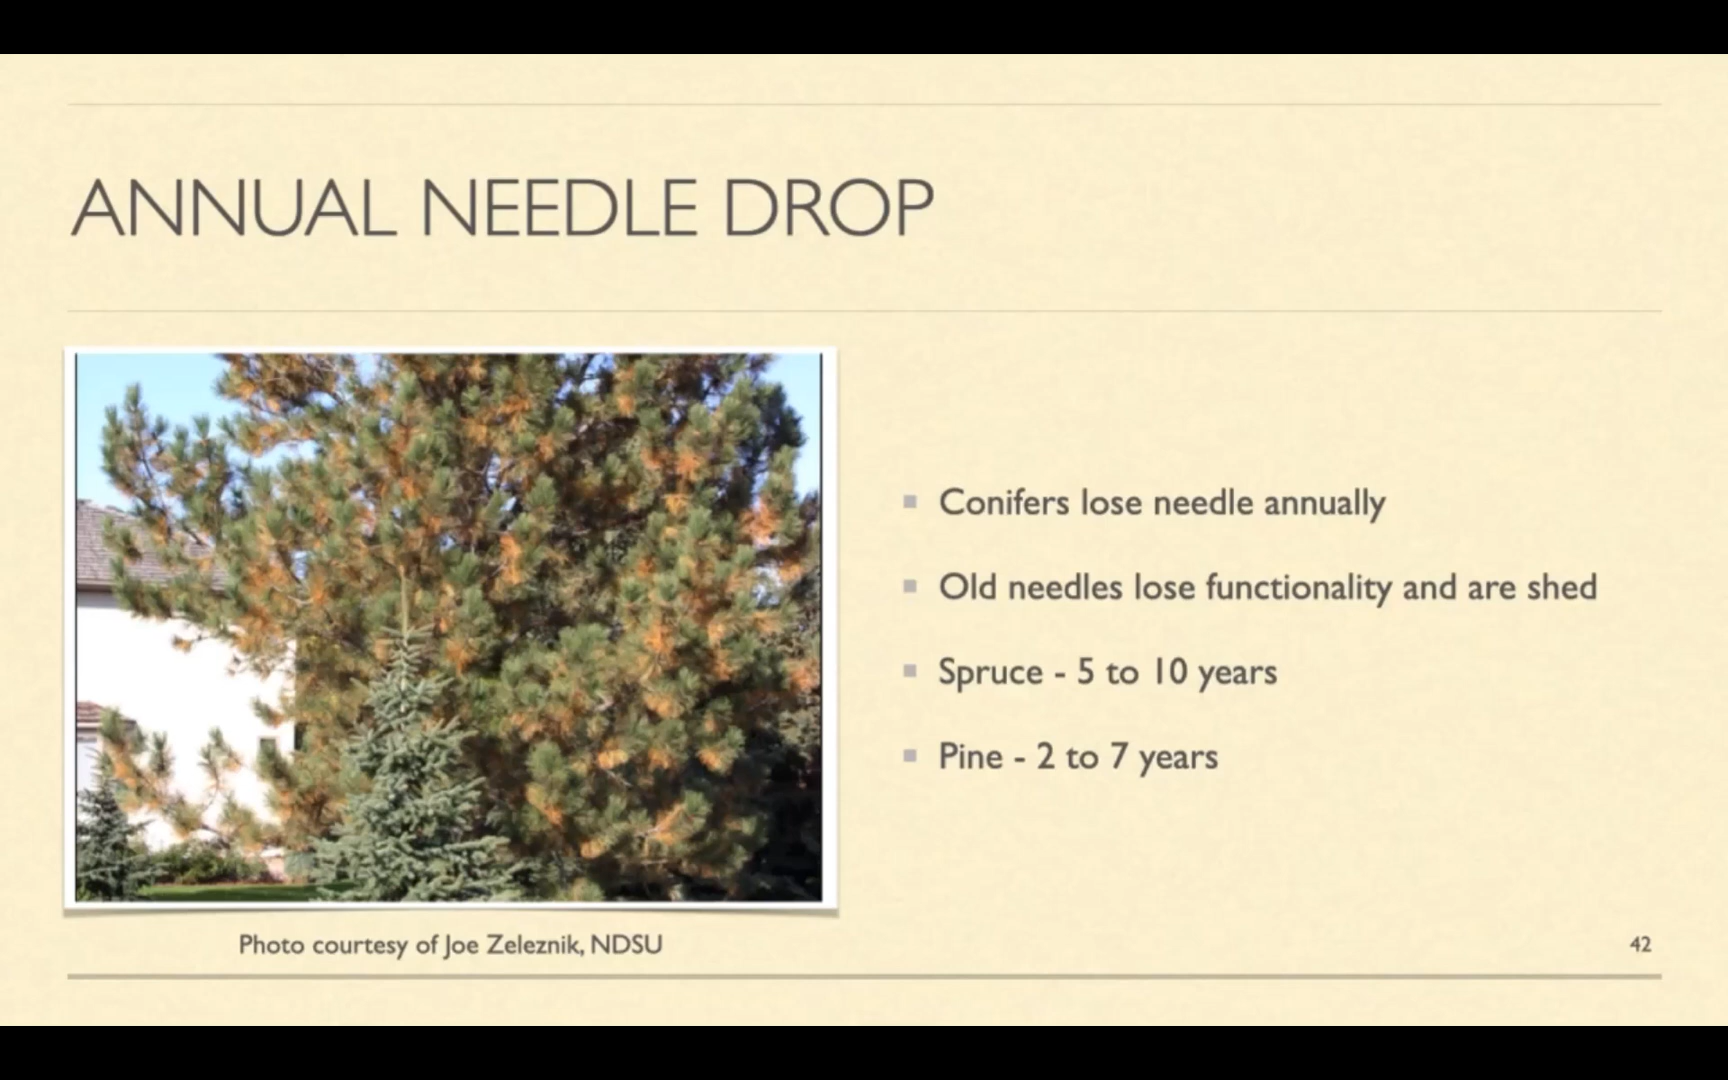 ANNUAL NEEDLE DROP
Conifers lose needle annually
Old needles lose functionality and are shed
Spruce - 5 to 10 years
Pine - 2 to 7 years
Photo courtesy of Joe Zeleznik, NDSU
42